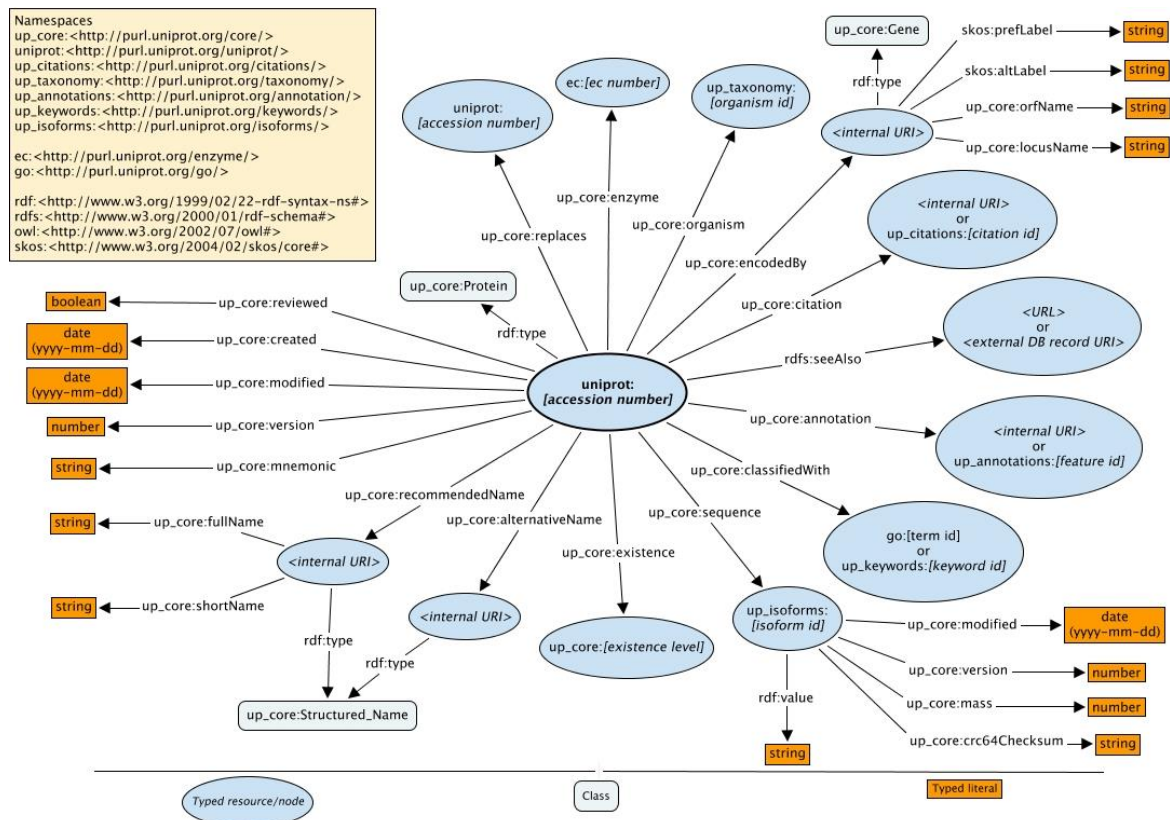 Namespaces
up_core:<http://purl.uniprot.org/core/>
uniprot:<http://purl.uniprot.org/uniprot/>
up_citations:<http://purl.uniprot.org/citations/>
up_taxonomy:<http://purl.uniprot.org/taxonomy/>
up_annotations:<http://purl.uniprot.org/annotation/>
up_keywords:<http://purl.uniprot.org/keywords/>
up_isoforms:<http://purl.uniprot.org/isoforms/>
ec:<http://purl.uniprot.org/enzyme/>
go:<http://purl.uniprot.org/go/>
rdf:<http://www.w3.org/1999/02/22-rdf-syntax-ns#>
rdfs:<http://www.w3.org/2000/01/rdf-schema#>
owl:<http://www.w3.org/2002/07/owl#>
skos:<http://www.w3.org/2004/02/skos/core#>
uniprot:
[accession number]
ec:[ec number]
up_taxonomy:
[organism id]
up_core:Gene
rdf:type
<internal URI>
skos:prefLabel
string
skos:altLabel
string
up_core:orfName
string
up_core:locusName
string
up_core:replaces
up_core:enzyme
up_core:organism
up_core:encodedBy
<internal URI>
or
up_citations:[citation id]
up_core:citation
up_core:Protein
rdf:type
<URL>
or
<external DB record URI>
rdfs:seeAlso
boolean
up_core:reviewed
date
(yyyy-mm-dd)
up_core:created
date
(yyyy-mm-dd)
up_core:modified
number
up_core:version
string
up_core:mnemonic
uniprot:
[accession number]
up_core:annotation
<internal URI>
or
up_annotations:[feature id]
up_core:classifiedWith
go:[term id]
or
up_keywords:[keyword id]
up_core:recommendedName
up_core:alternativeName
up_core:existence
up_core:sequence
string
up_core:fullName
<internal URI>
string
up_core:shortName
rdf:type
<internal URI>
rdf:type
up_core:Structured_Name
up_core:[existence level]
up_isoforms:
[isoform id]
up_core:modified
date
(yyyy-mm-dd)
up_core:version
number
up_core:mass
number
up_core:crc64Checksum
string
rdf:value
string
Typed resource/node
Class
Typed literal